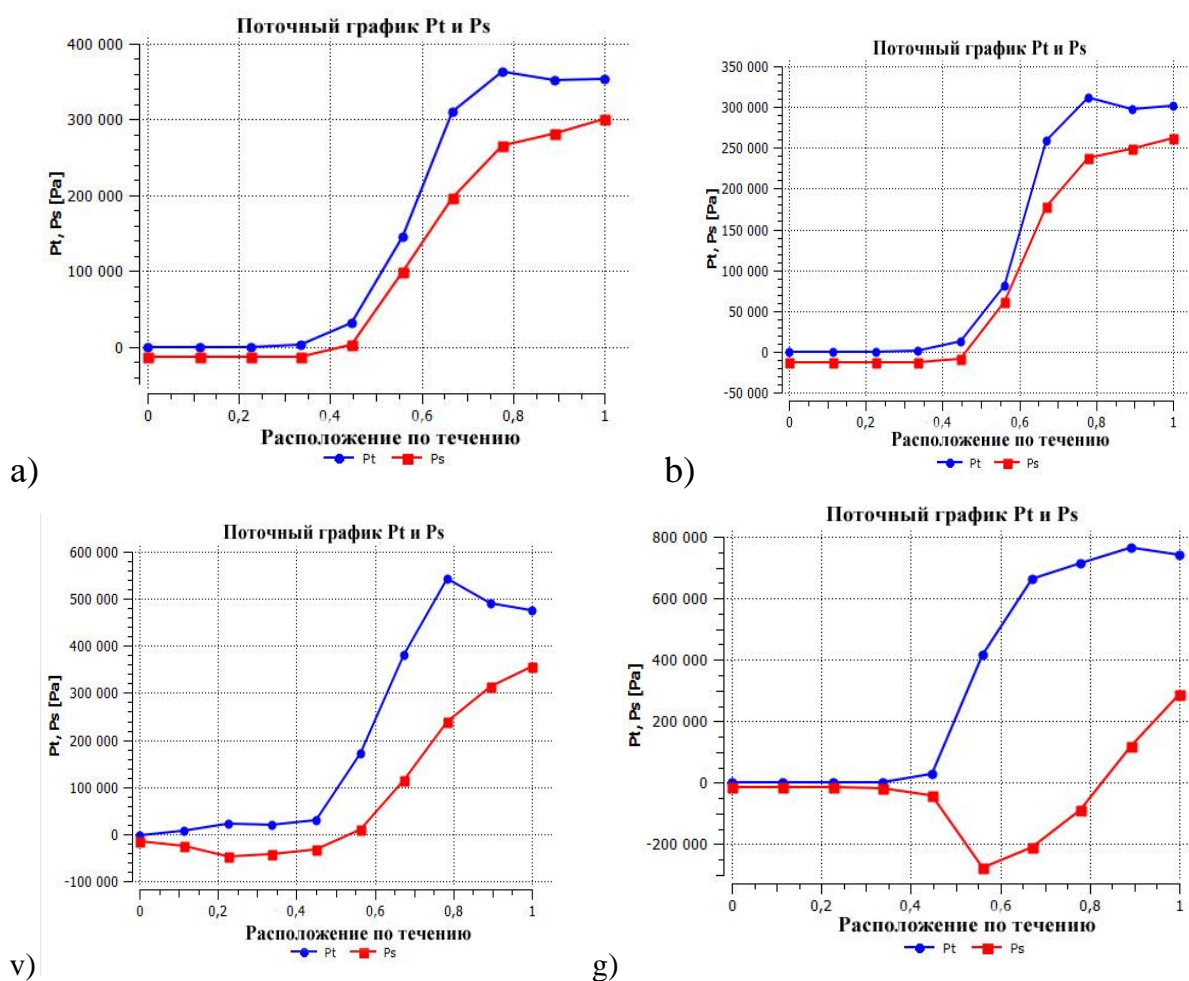 Поточный график Pt и Ps
400 000
300 000
200 000
100 000
0
Pt, Ps [Pa]
0 0,2 0,4 0,6 0,8 1
Расположение по течению
Pt Ps
a)
Поточный график Pt и Ps
350 000
300 000
250 000
200 000
150 000
100 000
50 000
0
-50 000
Pt, Ps [Pa]
0 0,2 0,4 0,6 0,8 1
Расположение по течению
Pt Ps
b)
Поточный график Pt и Ps
600 000
500 000
400 000
300 000
200 000
100 000
0
-100 000
Pt, Ps [Pa]
0 0,2 0,4 0,6 0,8 1
Расположение по течению
Pt Ps
v)
Поточный график Pt и Ps
800 000
600 000
400 000
200 000
0
-200 000
Pt, Ps [Pa]
0 0,2 0,4 0,6 0,8 1
Расположение по течению
Pt Ps
g)